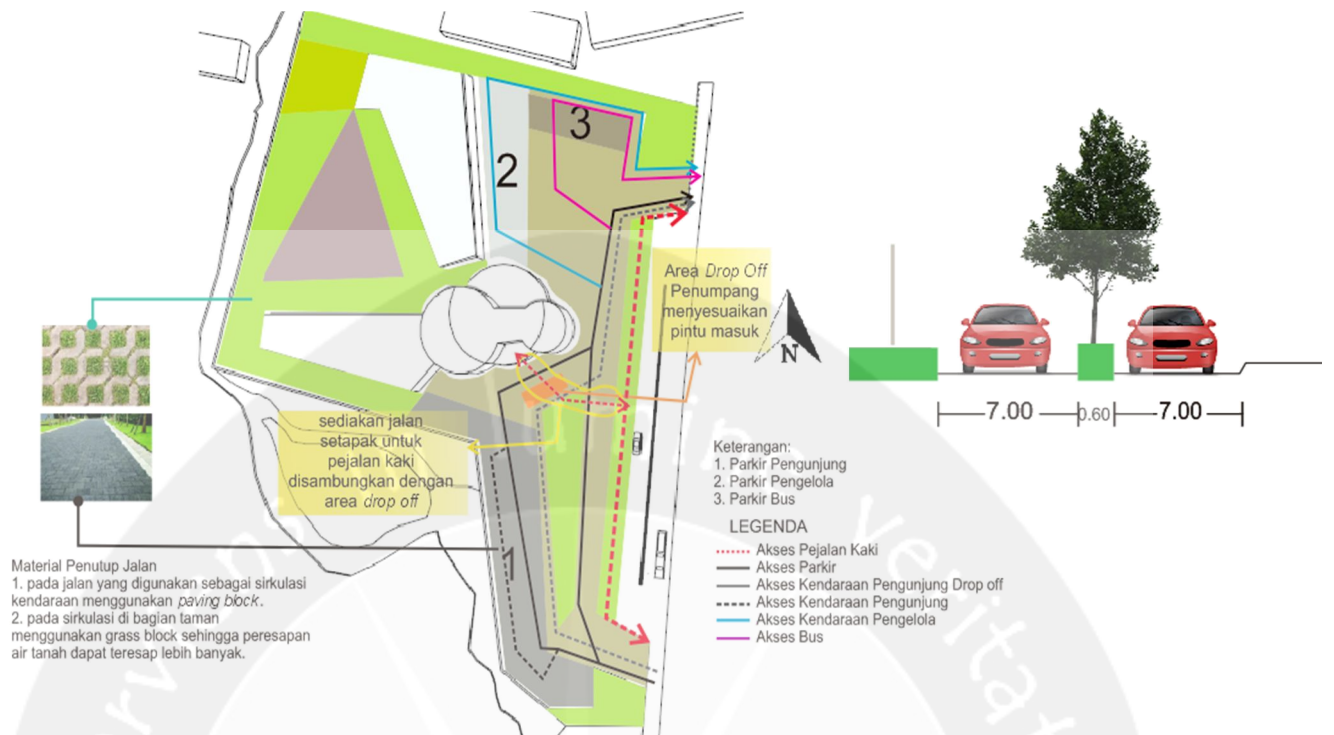 3
2
Area Drop Off
Penumpang
menyesuaikan
pintu masuk
N
sediakan jalan
setapak untuk
pejalan kaki
disambungkan dengan
area drop off
1
7.00
0.60
7.00
Keterangan:
1. Parkir Pengunjung
2. Parkir Pengelola
3. Parkir Bus
LEGENDA
Akses Pejalan Kaki
Akses Parkir
Akses Kendaraan Pengunjung Drop off
Akses Kendaraan Pengunjung
Akses Kendaraan Pengelola
Akses Bus
Material Penutup Jalan
1. pada jalan yang digunakan sebagai sirkulasi
kendaraan menggunakan paving block.
2. pada sirkulasi di bagian taman
menggunakan grass block sehingga peresapan
air tanah dapat teresap lebih banyak.